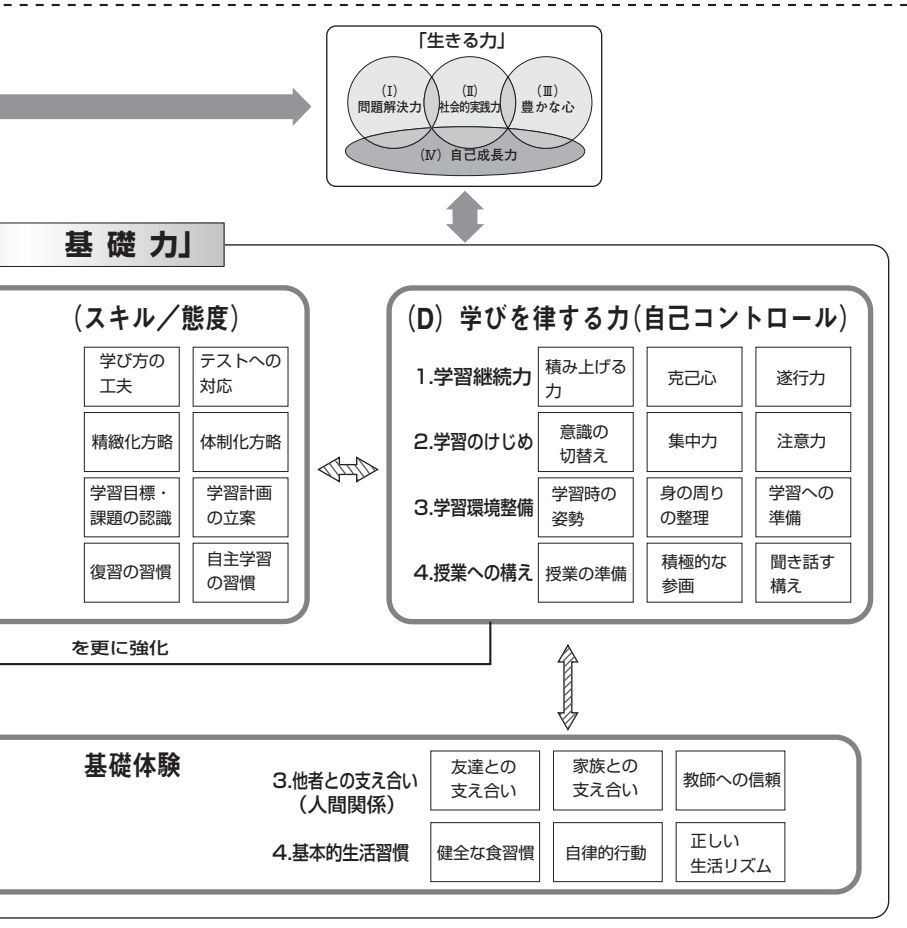 「生きる力」
(Ⅰ)
問題解決力
(Ⅱ)
社会的実践力
(Ⅲ)
豊かな心
(Ⅳ) 自己成長力
基 礎 力」
(スキル／態度)
学び方の
工夫
テストへの
対応
精緻化方略
体制化方略
学習目標・
課題の認識
学習計画
の立案
復習の習慣
自主学習
の習慣
(D) 学びを律する力(自己コントロール)
1.学習継続力
積み上げる
力
克己心
遂行力
2.学習のけじめ
意識の
切替え
集中力
注意力
3.学習環境整備
学習時の
姿勢
身の周り
の整理
学習への
準備
4.授業への構え
授業の準備
積極的な
参画
聞き話す
構え
を更に強化
基礎体験
3.他者との支え合い
(人間関係)
友達との
支え合い
家族との
支え合い
教師への信頼
4.基本的生活習慣
健全な食習慣
自律的行動
正しい
生活リズム